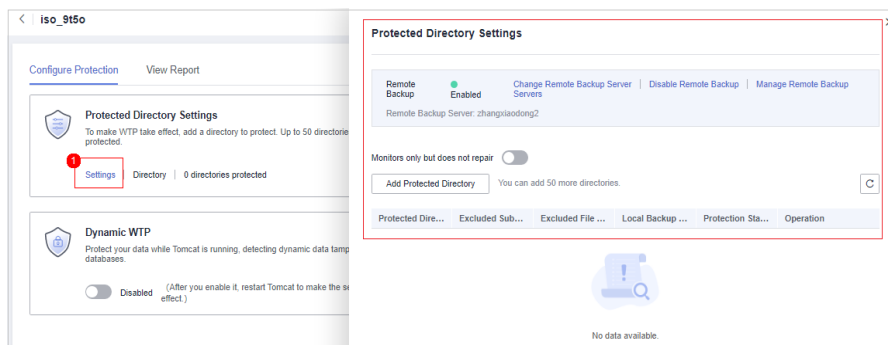 iso_9t5o
Configure Protection View Report
Protected Directory Settings
To make WTP take effect, add a directory to protect. Up to 50 directorie
protected.
1
Settings Directory 0 directories protected
Dynamic WTP
Protect your data while Tomcat is running, detecting dynamic data tamp
databases.
Disabled (After you enable it, restart Tomcat to make the se
effect.)
Protected Directory Settings
Remote
Backup
Enabled
Change Remote Backup Server Disable Remote Backup Manage Remote Backup
Servers
Remote Backup Server: zhangxiaodong2
Monitors only but does not repair
Add Protected Directory You can add 50 more directories.
Protected Dire... Excluded Sub... Excluded File ... Local Backup ... Protection Sta... Operation
No data available.